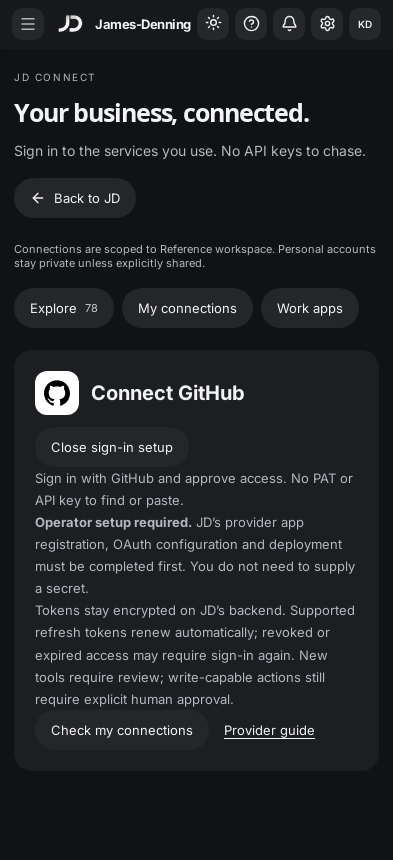 James-Denning
KD
JD CONNECT
Your business, connected.
Sign in to the services you use. No API keys to chase.
Back to JD
Connections are scoped to Reference workspace. Personal accounts
stay private unless explicitly shared.
Explore 78
My connections
Work apps
Connect GitHub
Close sign-in setup
Sign in with GitHub and approve access. No PAT or
API key to find or paste.
Operator setup required. JD’s provider app
registration, OAuth configuration and deployment
must be completed first. You do not need to supply
a secret.
Tokens stay encrypted on JD’s backend. Supported
refresh tokens renew automatically; revoked or
expired access may require sign-in again. New
tools require review; write-capable actions still
require explicit human approval.
Check my connections
Provider guide